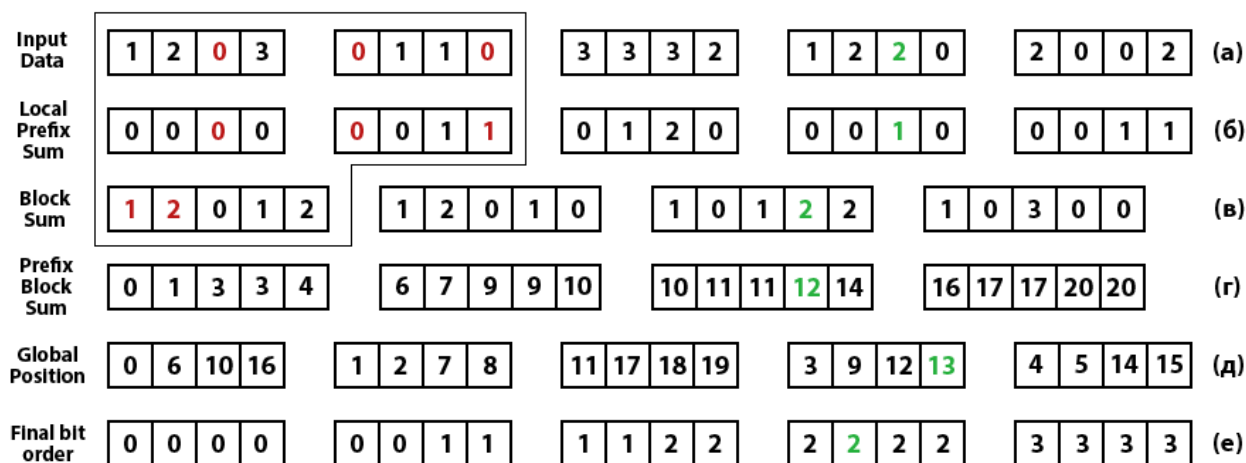 Input Data 1 2 0 3 0 1 1 0 3 3 3 2 1 2 2 0 2 0 0 2 (а)
Local Prefix Sum 0 0 0 0 0 0 1 1 0 1 2 0 0 0 1 0 0 0 1 1 (б)
Block Sum 1 2 0 1 2 1 2 0 1 0 1 0 1 2 2 1 0 3 0 0 (в)
Prefix Block Sum 0 1 3 3 4 6 7 9 9 10 10 11 11 12 14 16 17 17 20 20 (г)
Global Position 0 6 10 16 1 2 7 8 11 17 18 19 3 9 12 13 4 5 14 15 (д)
Final bit order 0 0 0 0 0 0 1 1 1 1 2 2 2 2 2 2 3 3 3 3 (е)